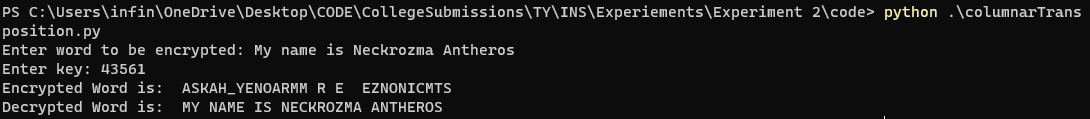 PS C:\Users\infin\OneDrive\Desktop\CODE\CollegeSubmissions\TY\INS\Experiements\Experiment 2\code> python .\columnarTrans
position.py
Enter word to be encrypted: My name is Neckrozma Antheros
Enter key: 43561
Encrypted Word is:  ASKAH_YENOARMM R E  EZNONICMTS
Decrypted Word is:  MY NAME IS NECKROZMA ANTHEROS